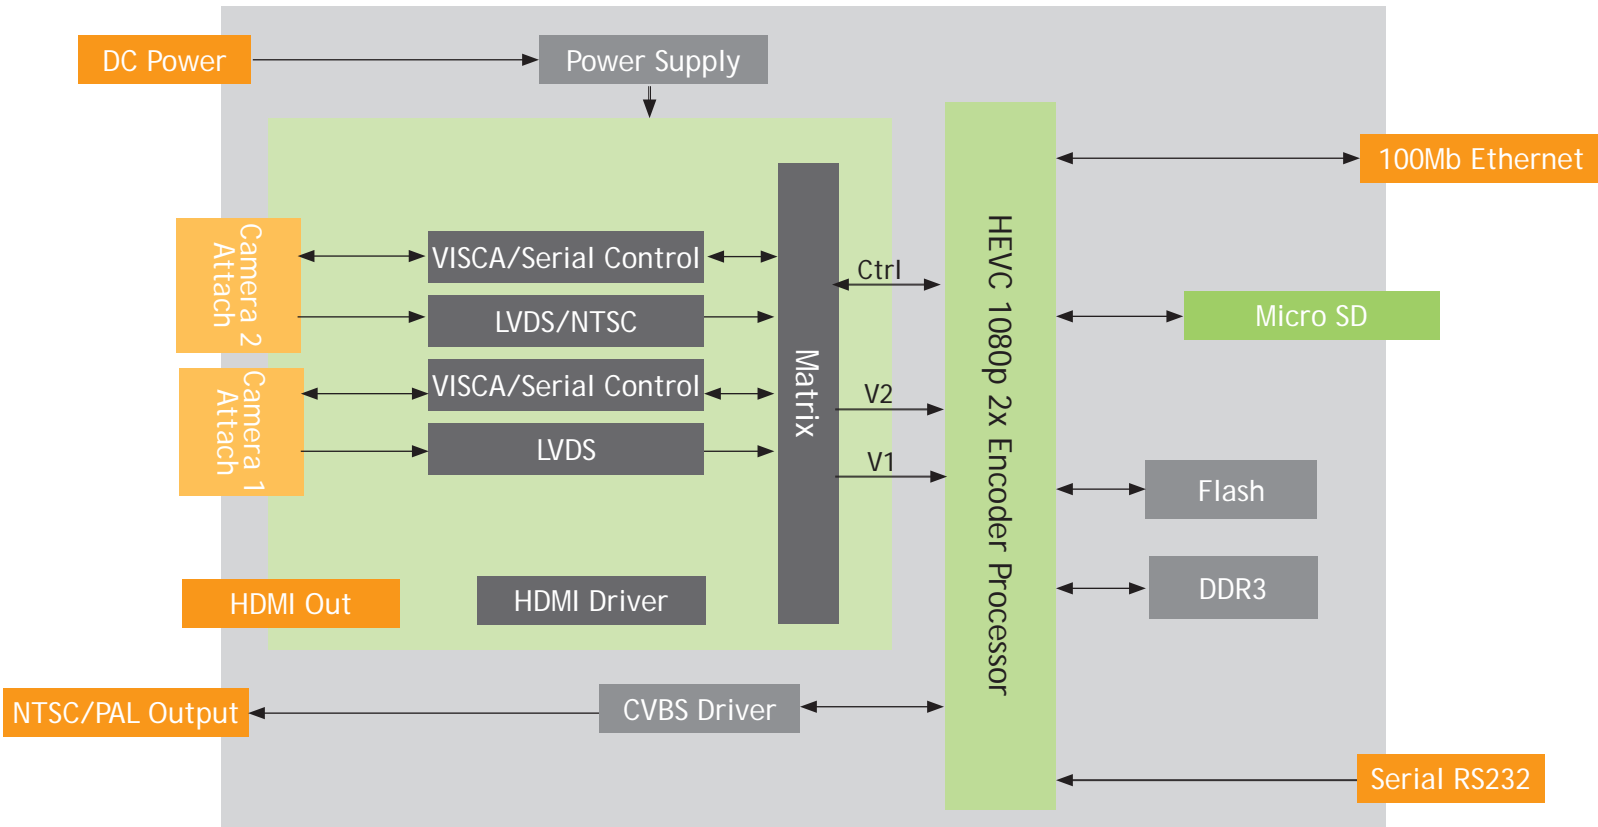 DC Power
Power Supply
100Mb Ethernet
Camera 2
Attach
VISCA/Serial Control
LVDS/NTSC
Camera 1
Attach
VISCA/Serial Control
LVDS
Matrix
Ctrl
V2
V1
HEVC 1080p 2x Encoder Processor
Micro SD
Flash
DDR3
HDMI Out
HDMI Driver
NTSC/PAL Output
CVBS Driver
Serial RS232